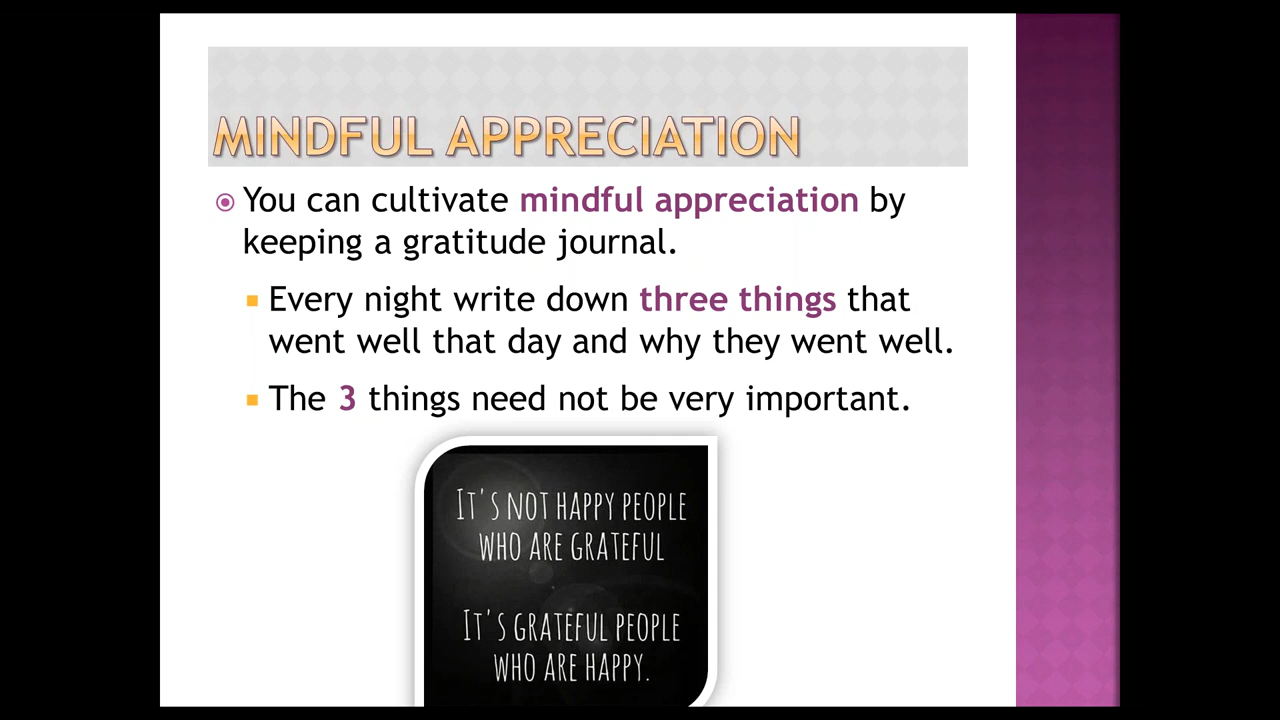 MINDFUL APPRECIATION
You can cultivate mindful appreciation by
keeping a gratitude journal.
Every night write down three things that
went well that day and why they went well.
The 3 things need not be very important.
IT'S NOT HAPPY PEOPLE
WHO ARE GRATEFUL
IT'S GRATEFUL PEOPLE
WHO ARE HAPPY.